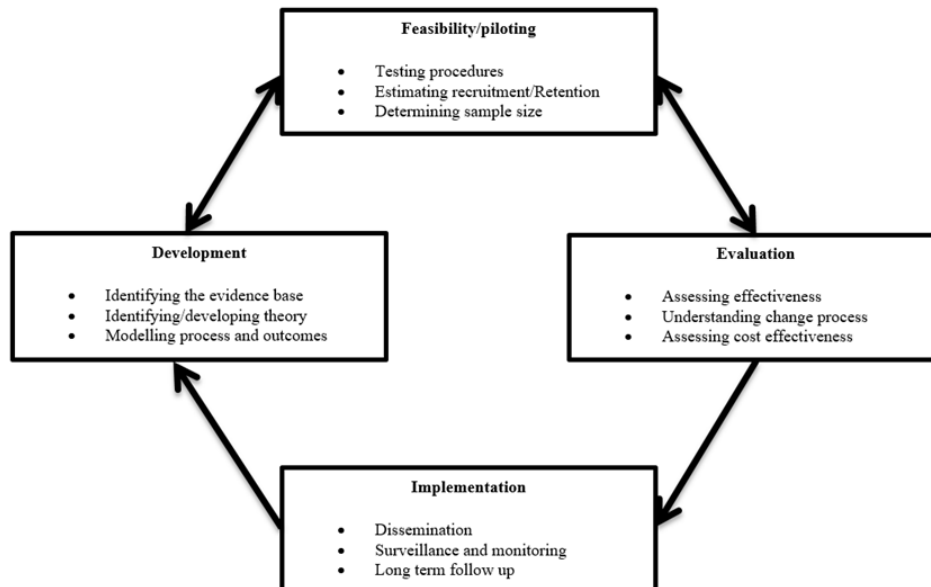 Feasibility/piloting
• Testing procedures
• Estimating recruitment/Retention
• Determining sample size
Development
• Identifying the evidence base
• Identifying/developing theory
• Modelling process and outcomes
Evaluation
• Assessing effectiveness
• Understanding change process
• Assessing cost effectiveness
Implementation
• Dissemination
• Surveillance and monitoring
• Long term follow up